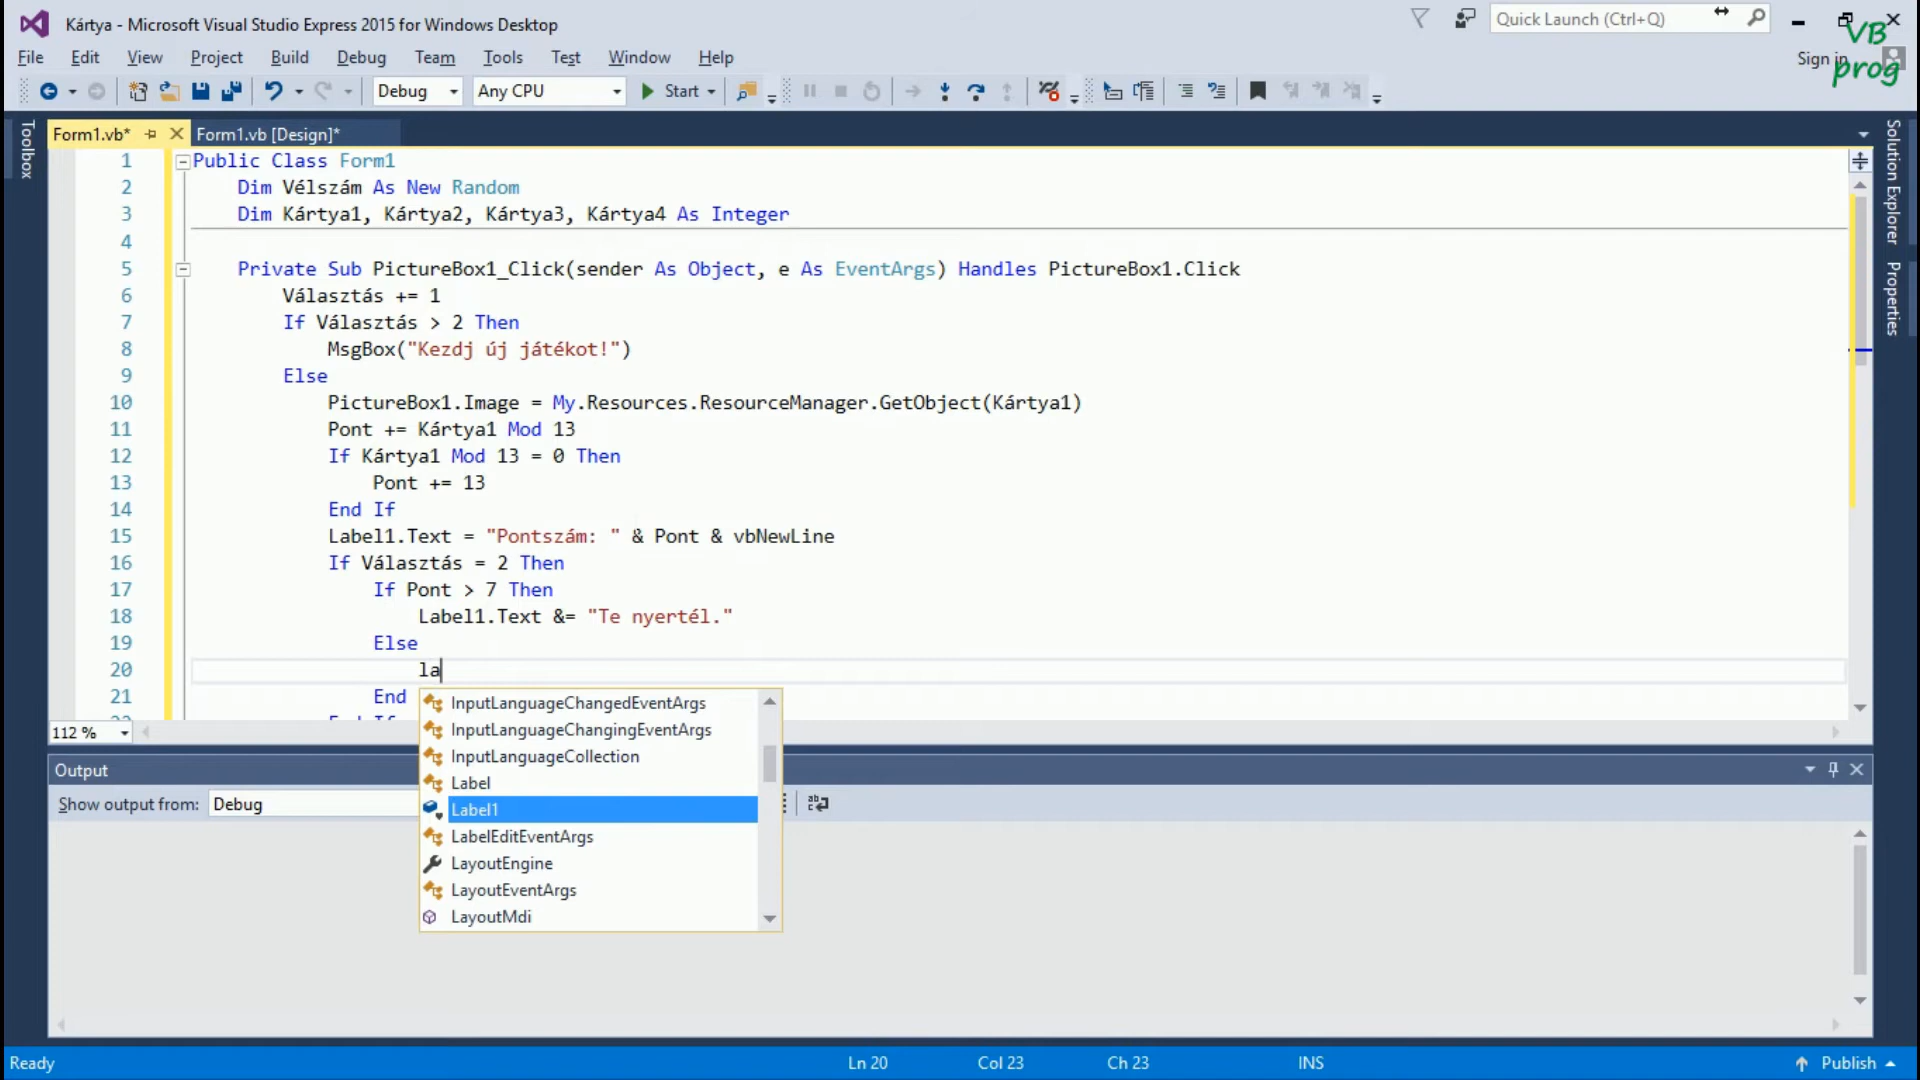 Kártya - Microsoft Visual Studio Express 2015 for Windows Desktop
Quick Launch (Ctrl+Q)
VB
prog
File Edit View Project Build Debug Team Tools Test Window Help
Sign in
Debug Any CPU Start
Toolbox
Form1.vb* Form1.vb [Design]*
Solution Explorer
Properties
1 Public Class Form1
2 Dim Vélszám As New Random
3 Dim Kártya1, Kártya2, Kártya3, Kártya4 As Integer
4
5 Private Sub PictureBox1_Click(sender As Object, e As EventArgs) Handles PictureBox1.Click
6 Választás += 1
7 If Választás > 2 Then
8 MsgBox("Kezdj új játékot!")
9 Else
10 PictureBox1.Image = My.Resources.ResourceManager.GetObject(Kártya1)
11 Pont += Kártya1 Mod 13
12 If Kártya1 Mod 13 = 0 Then
13 Pont += 13
14 End If
15 Label1.Text = "Pontszám: " & Pont & vbNewLine
16 If Választás = 2 Then
17 If Pont > 7 Then
18 Label1.Text &= "Te nyertél."
19 Else
20 la
21 End
InputLanguageChangedEventArgs
InputLanguageChangingEventArgs
InputLanguageCollection
Label
Label1
LabelEditEventArgs
LayoutEngine
LayoutEventArgs
LayoutMdi
112 %
Output
Show output from: Debug
Ready Ln 20 Col 23 Ch 23 INS Publish